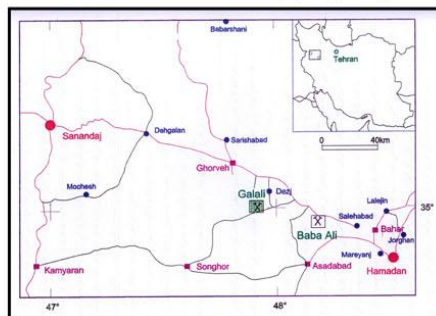 Babarshani
Tehran
0 40km
Sanandaj
Dehgalan
Sarishabad
Ghorveh
Mochesh
Galali
Dezj
Lalejin
35°
Salehabad
Baba Ali
Bahar
Jorghan
Mareyanj
Hamadan
Kamyaran
Songhor
Asadabad
47°
48°